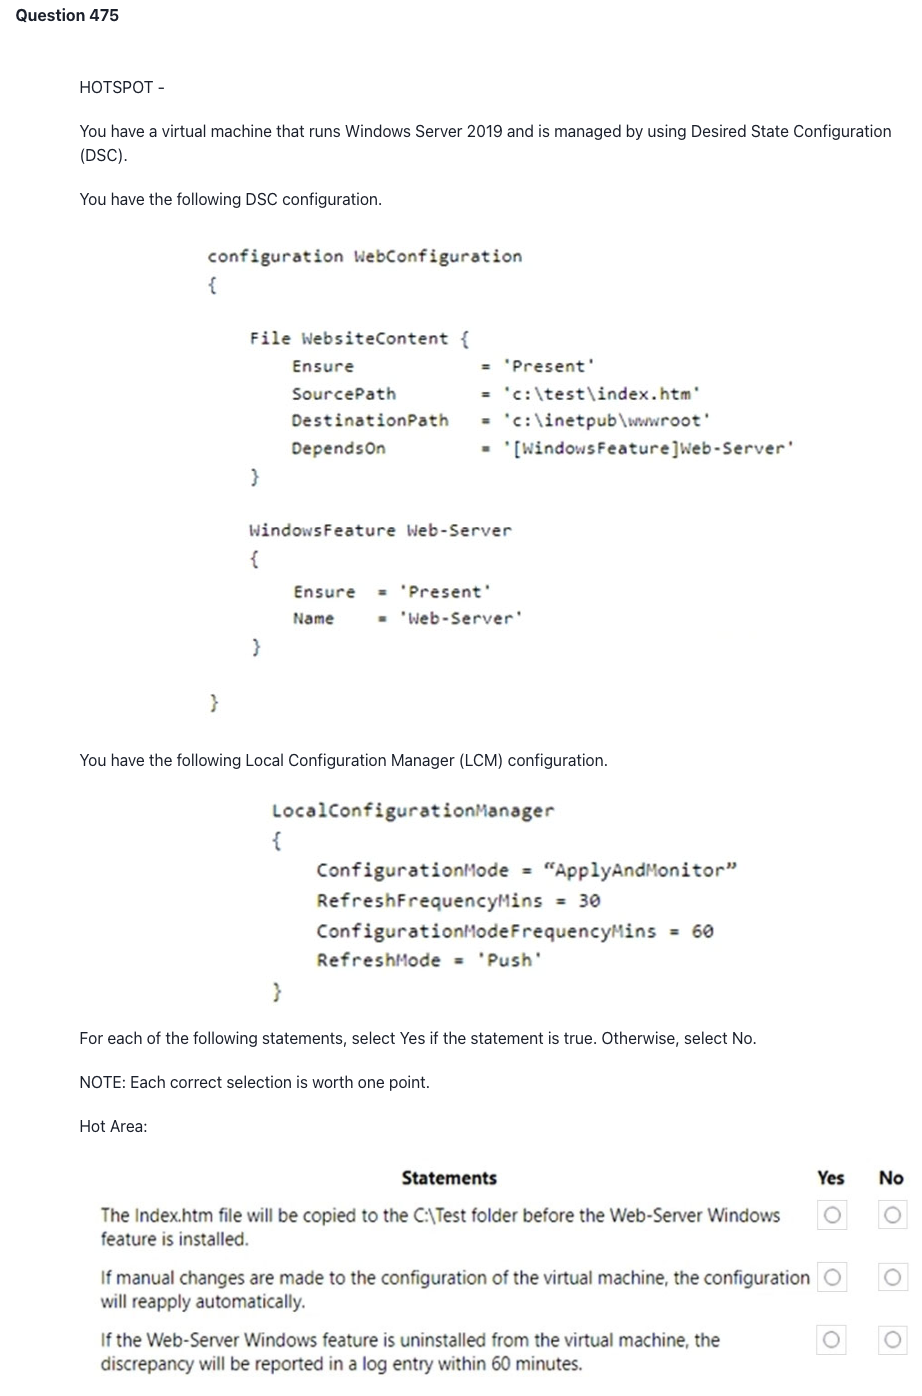 Question 475
HOTSPOT -
You have a virtual machine that runs Windows Server 2019 and is managed by using Desired State Configuration
(DSC).
You have the following DSC configuration.
configuration WebConfiguration
{
File WebsiteContent {
Ensure = 'Present'
SourcePath = 'c:\test\index.htm'
DestinationPath = 'c:\inetpub\wwwroot'
DependsOn = '[WindowsFeature]Web-Server'
}
WindowsFeature Web-Server
{
Ensure = 'Present'
Name = 'Web-Server'
}
}
You have the following Local Configuration Manager (LCM) configuration.
LocalConfigurationManager
{
ConfigurationMode = “ApplyAndMonitor”
RefreshFrequencyMins = 30
ConfigurationModeFrequencyMins = 60
RefreshMode = 'Push'
}
For each of the following statements, select Yes if the statement is true. Otherwise, select No.
NOTE: Each correct selection is worth one point.
Hot Area:
Statements Yes No
The Index.htm file will be copied to the C:\Test folder before the Web-Server Windows
feature is installed.
If manual changes are made to the configuration of the virtual machine, the configuration
will reapply automatically.
If the Web-Server Windows feature is uninstalled from the virtual machine, the
discrepancy will be reported in a log entry within 60 minutes.